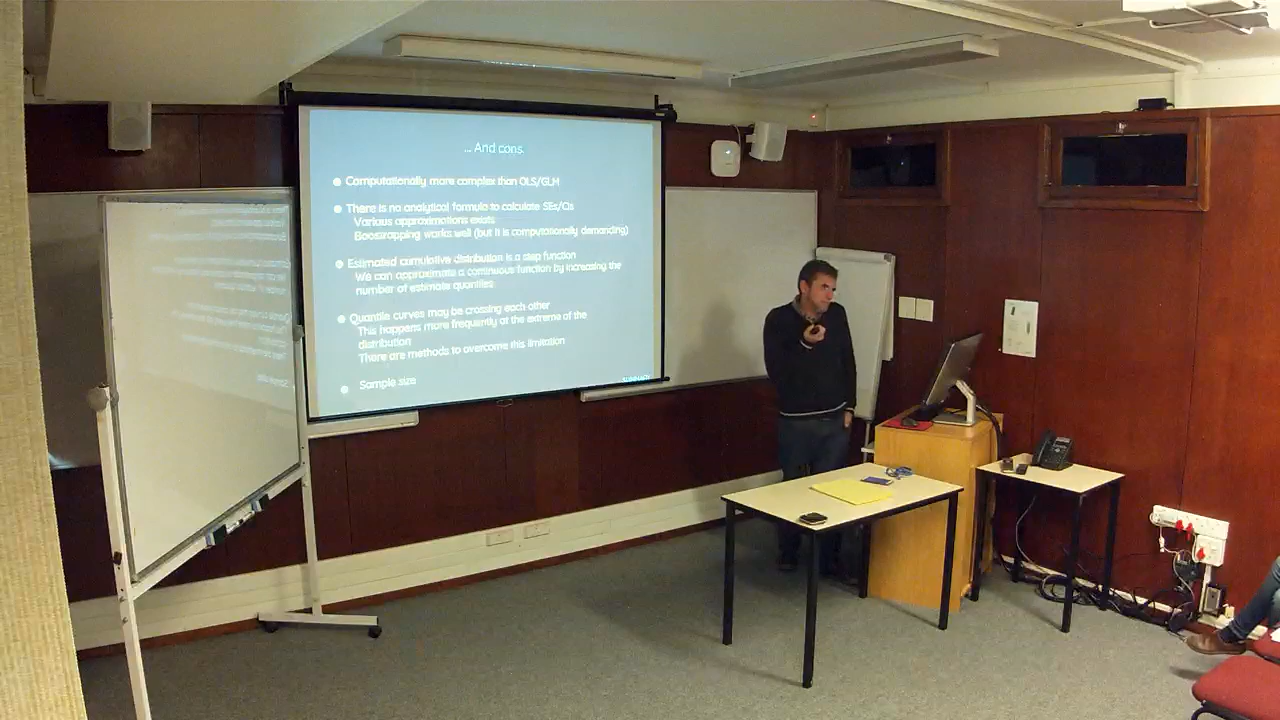 ... And cons.
Computationally more complex than OLS/GLM
There is no analytical formula to calculate SEs/CIs
Various approximations exists
Boostrapping works well (but it is computationally demanding)
Estimated cumulative distribution is a step function
We can approximate a continuous function by increasing the
number of estimate quantiles
Quantile curves may be crossing each other
This happens more frequently at the extreme of the
distribution
There are methods to overcome this limitation
Sample size